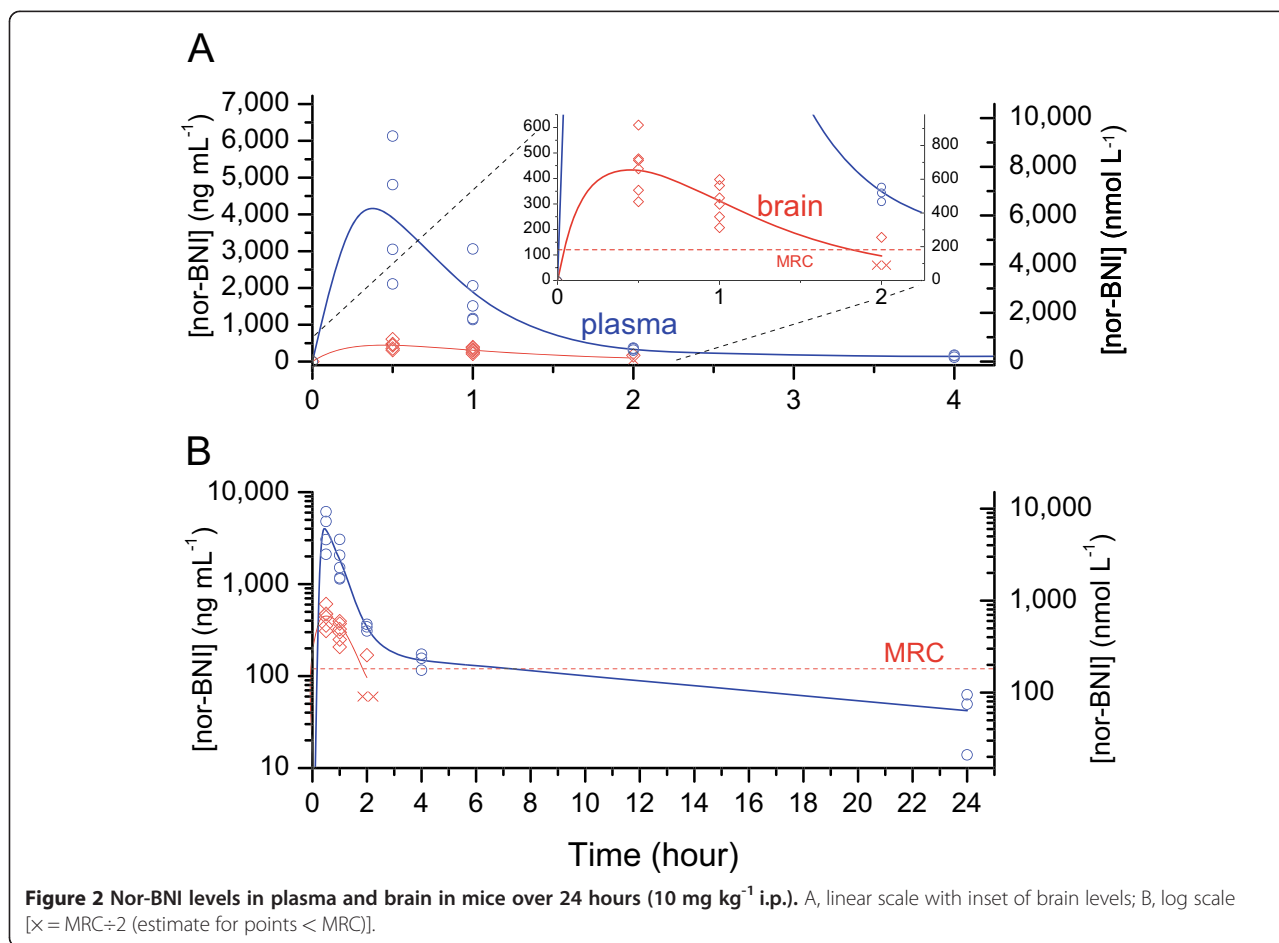 A
[nor-BNI] (ng mL⁻¹)
7,000
6,000
5,000
4,000
3,000
2,000
1,000
0
0 1 2 3 4
10,000
8,000
6,000
4,000
2,000
0
[nor-BNI] (nmol L⁻¹)
600
500
400
300
200
100
0
0 1 2
800
600
400
200
0
brain
MRC
plasma
B
[nor-BNI] (ng mL⁻¹)
10,000
1,000
100
10
10,000
1,000
100
[nor-BNI] (nmol L⁻¹)
MRC
0 2 4 6 8 10 12 14 16 18 20 22 24
Time (hour)
Figure 2 Nor-BNI levels in plasma and brain in mice over 24 hours (10 mg kg⁻¹ i.p.). A, linear scale with inset of brain levels; B, log scale
[× = MRC÷2 (estimate for points < MRC)].